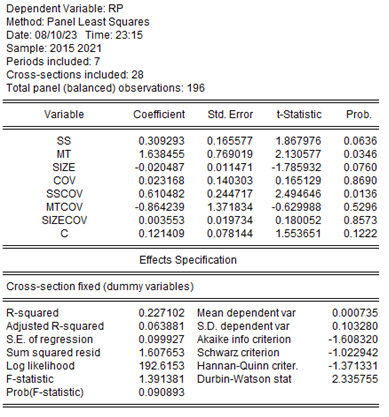 Dependent Variable: RP
Method: Panel Least Squares
Date: 08/10/23 Time: 23:15
Sample: 2015 2021
Periods included: 7
Cross-sections included: 28
Total panel (balanced) observations: 196
Variable Coefficient Std. Error t-Statistic Prob.
SS 0.309293 0.165577 1.867976 0.0636
MT 1.638455 0.769019 2.130577 0.0346
SIZE -0.020487 0.011471 -1.785932 0.0760
COV 0.023168 0.140303 0.165129 0.8690
SSCOV 0.610482 0.244717 2.494646 0.0136
MTCOV -0.864239 1.371834 -0.629988 0.5296
SIZECOV 0.003553 0.019734 0.180052 0.8573
C 0.121409 0.078144 1.553651 0.1222
Effects Specification
Cross-section fixed (dummy variables)
R-squared 0.227102 Mean dependent var 0.000735
Adjusted R-squared 0.063881 S.D. dependent var 0.103280
S.E. of regression 0.099927 Akaike info criterion -1.608320
Sum squared resid 1.607653 Schwarz criterion -1.022942
Log likelihood 192.6153 Hannan-Quinn criter. -1.371331
F-statistic 1.391381 Durbin-Watson stat 2.335755
Prob(F-statistic) 0.090893